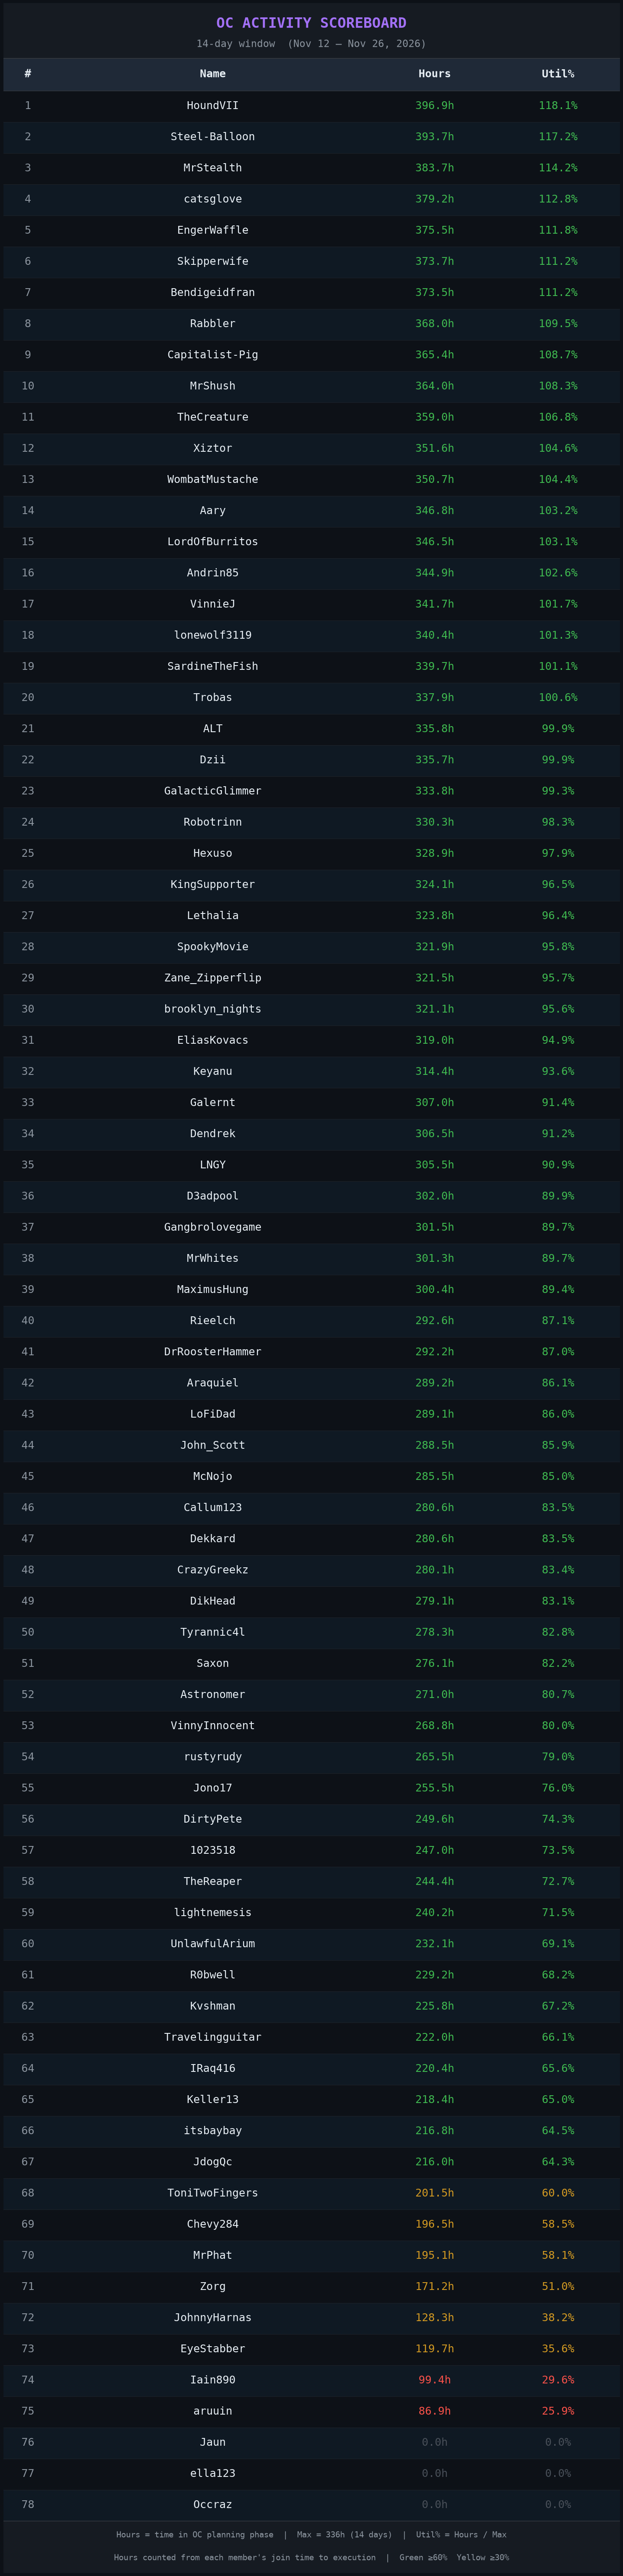 OC ACTIVITY SCOREBOARD
14-day window (Nov 12 — Nov 26, 2026)
# Name Hours Util%
1 HoundVII 396.9h 118.1%
2 Steel-Balloon 393.7h 117.2%
3 MrStealth 383.7h 114.2%
4 catsglove 379.2h 112.8%
5 EngerWaffle 375.5h 111.8%
6 Skipperwife 373.7h 111.2%
7 Bendigeidfran 373.5h 111.2%
8 Rabbler 368.0h 109.5%
9 Capitalist-Pig 365.4h 108.7%
10 MrShush 364.0h 108.3%
11 TheCreature 359.0h 106.8%
12 Xiztor 351.6h 104.6%
13 WombatMustache 350.7h 104.4%
14 Aary 346.8h 103.2%
15 LordOfBurritos 346.5h 103.1%
16 Andrin85 344.9h 102.6%
17 VinnieJ 341.7h 101.7%
18 lonewolf3119 340.4h 101.3%
19 SardineTheFish 339.7h 101.1%
20 Trobas 337.9h 100.6%
21 ALT 335.8h 99.9%
22 Dzii 335.7h 99.9%
23 GalacticGlimmer 333.8h 99.3%
24 Robotrinn 330.3h 98.3%
25 Hexuso 328.9h 97.9%
26 KingSupporter 324.1h 96.5%
27 Lethalia 323.8h 96.4%
28 SpookyMovie 321.9h 95.8%
29 Zane_Zipperflip 321.5h 95.7%
30 brooklyn_nights 321.1h 95.6%
31 EliasKovacs 319.0h 94.9%
32 Keyanu 314.4h 93.6%
33 Galernt 307.0h 91.4%
34 Dendrek 306.5h 91.2%
35 LNGY 305.5h 90.9%
36 D3adpool 302.0h 89.9%
37 Gangbrolovegame 301.5h 89.7%
38 MrWhites 301.3h 89.7%
39 MaximusHung 300.4h 89.4%
40 Rieelch 292.6h 87.1%
41 DrRoosterHammer 292.2h 87.0%
42 Araquiel 289.2h 86.1%
43 LoFiDad 289.1h 86.0%
44 John_Scott 288.5h 85.9%
45 McNojo 285.5h 85.0%
46 Callum123 280.6h 83.5%
47 Dekkard 280.6h 83.5%
48 CrazyGreekz 280.1h 83.4%
49 DikHead 279.1h 83.1%
50 Tyrannic4l 278.3h 82.8%
51 Saxon 276.1h 82.2%
52 Astronomer 271.0h 80.7%
53 VinnyInnocent 268.8h 80.0%
54 rustyrudy 265.5h 79.0%
55 Jono17 255.5h 76.0%
56 DirtyPete 249.6h 74.3%
57 1023518 247.0h 73.5%
58 TheReaper 244.4h 72.7%
59 lightnemesis 240.2h 71.5%
60 UnlawfulArium 232.1h 69.1%
61 R0bwell 229.2h 68.2%
62 Kvshman 225.8h 67.2%
63 Travelingguitar 222.0h 66.1%
64 IRaq416 220.4h 65.6%
65 Keller13 218.4h 65.0%
66 itsbaybay 216.8h 64.5%
67 JdogQc 216.0h 64.3%
68 ToniTwoFingers 201.5h 60.0%
69 Chevy284 196.5h 58.5%
70 MrPhat 195.1h 58.1%
71 Zorg 171.2h 51.0%
72 JohnnyHarnas 128.3h 38.2%
73 EyeStabber 119.7h 35.6%
74 Iain890 99.4h 29.6%
75 aruuin 86.9h 25.9%
76 Jaun 0.0h 0.0%
77 ella123 0.0h 0.0%
78 Occraz 0.0h 0.0%
Hours = time in OC planning phase | Max = 336h (14 days) | Util% = Hours / Max
Hours counted from each member's join time to execution | Green ≥60% Yellow ≥30%